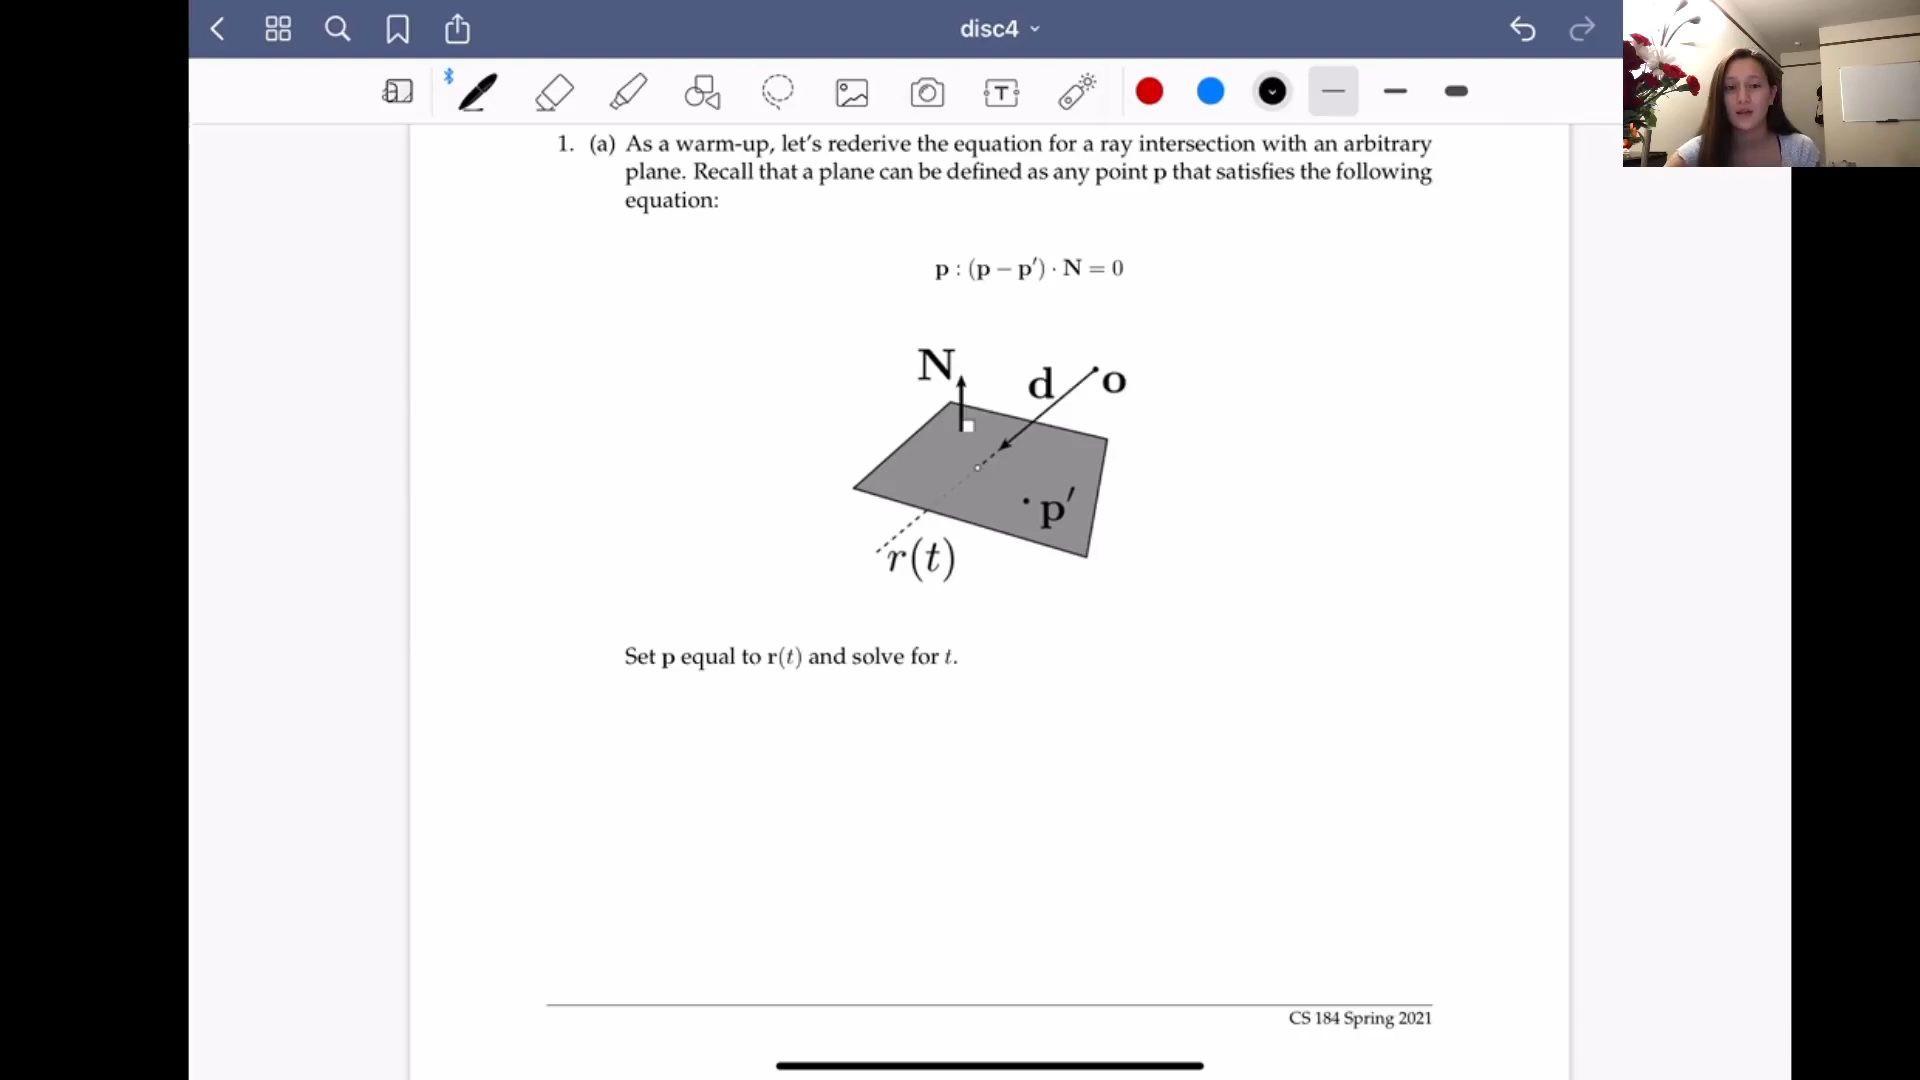 disc4
T
1. (a) As a warm-up, let's rederive the equation for a ray intersection with an arbitrary
plane. Recall that a plane can be defined as any point p that satisfies the following
equation:
p : (p − p′) · N = 0
N
d
o
p′
r(t)
Set p equal to r(t) and solve for t.
CS 184 Spring 2021